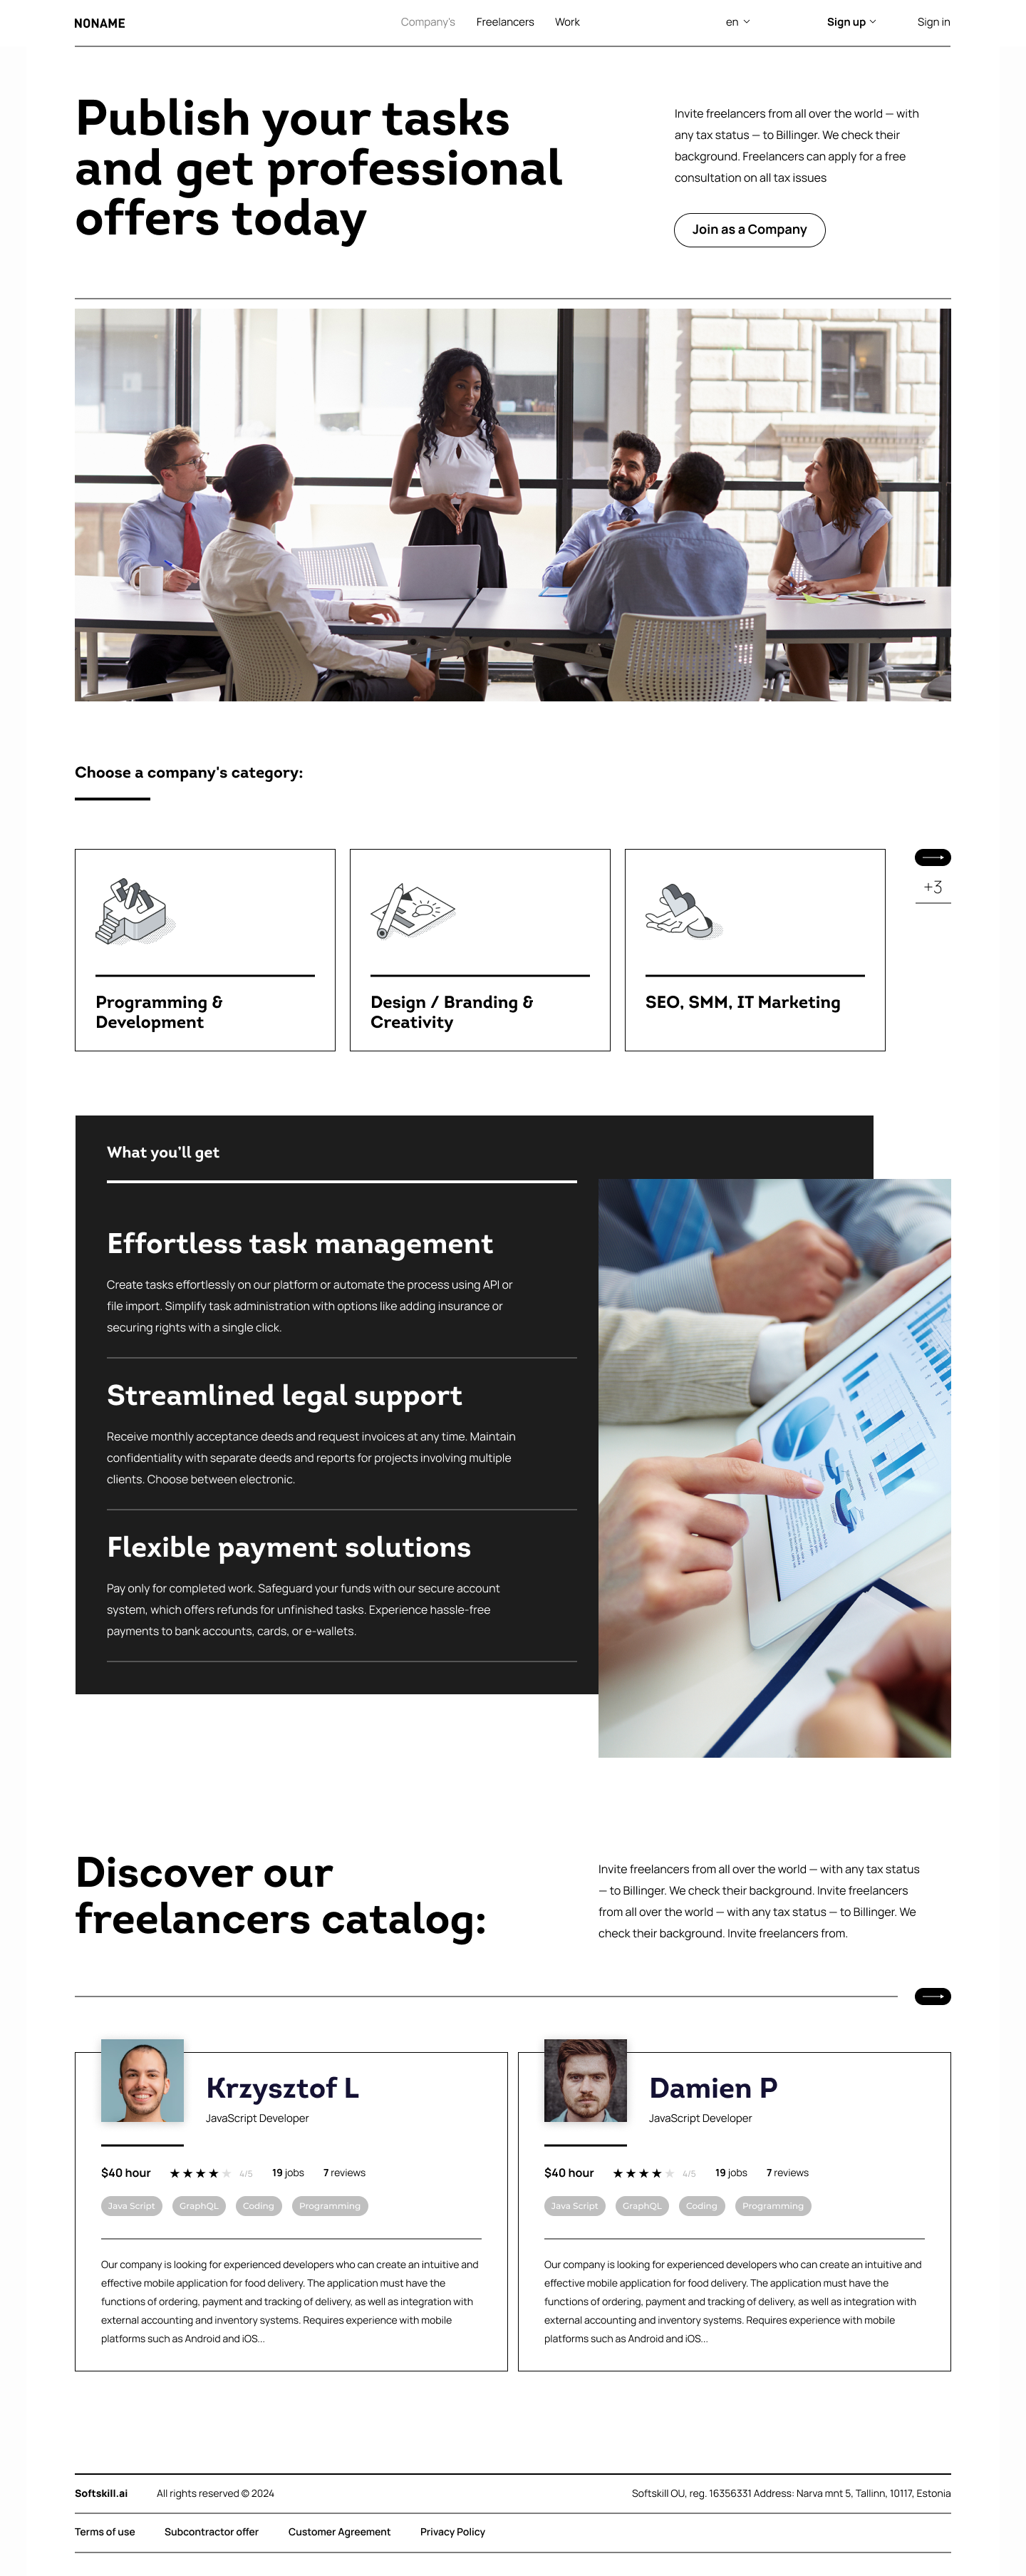 NONAME
Company's
Freelancers
Work
en
Sign up
Sign in
Publish your tasks
and get professional
offers today
Invite freelancers from all over the world — with
any tax status — to Billinger. We check their
background. Freelancers can apply for a free
consultation on all tax issues
Join as a Company
Choose a company's category:
+3
Programming &
Development
Design / Branding &
Creativity
SEO, SMM, IT Marketing
What you'll get
Effortless task management
Create tasks effortlessly on our platform or automate the process using API or
file import. Simplify task administration with options like adding insurance or
securing rights with a single click.
Streamlined legal support
Receive monthly acceptance deeds and request invoices at any time. Maintain
confidentiality with separate deeds and reports for projects involving multiple
clients. Choose between electronic.
Flexible payment solutions
Pay only for completed work. Safeguard your funds with our secure account
system, which offers refunds for unfinished tasks. Experience hassle-free
payments to bank accounts, cards, or e-wallets.
Discover our
freelancers catalog:
Invite freelancers from all over the world — with any tax status
— to Billinger. We check their background. Invite freelancers
from all over the world — with any tax status — to Billinger. We
check their background. Invite freelancers from.
Krzysztof L
JavaScript Developer
$40 hour
4/5
19 jobs
7 reviews
Java Script
GraphQL
Coding
Programming
Our company is looking for experienced developers who can create an intuitive and
effective mobile application for food delivery. The application must have the
functions of ordering, payment and tracking of delivery, as well as integration with
external accounting and inventory systems. Requires experience with mobile
platforms such as Android and iOS...
Damien P
JavaScript Developer
$40 hour
4/5
19 jobs
7 reviews
Java Script
GraphQL
Coding
Programming
Our company is looking for experienced developers who can create an intuitive and
effective mobile application for food delivery. The application must have the
functions of ordering, payment and tracking of delivery, as well as integration with
external accounting and inventory systems. Requires experience with mobile
platforms such as Android and iOS...
Softskill.ai
All rights reserved © 2024
Softskill OU, reg. 16356331 Address: Narva mnt 5, Tallinn, 10117, Estonia
Terms of use
Subcontractor offer
Customer Agreement
Privacy Policy